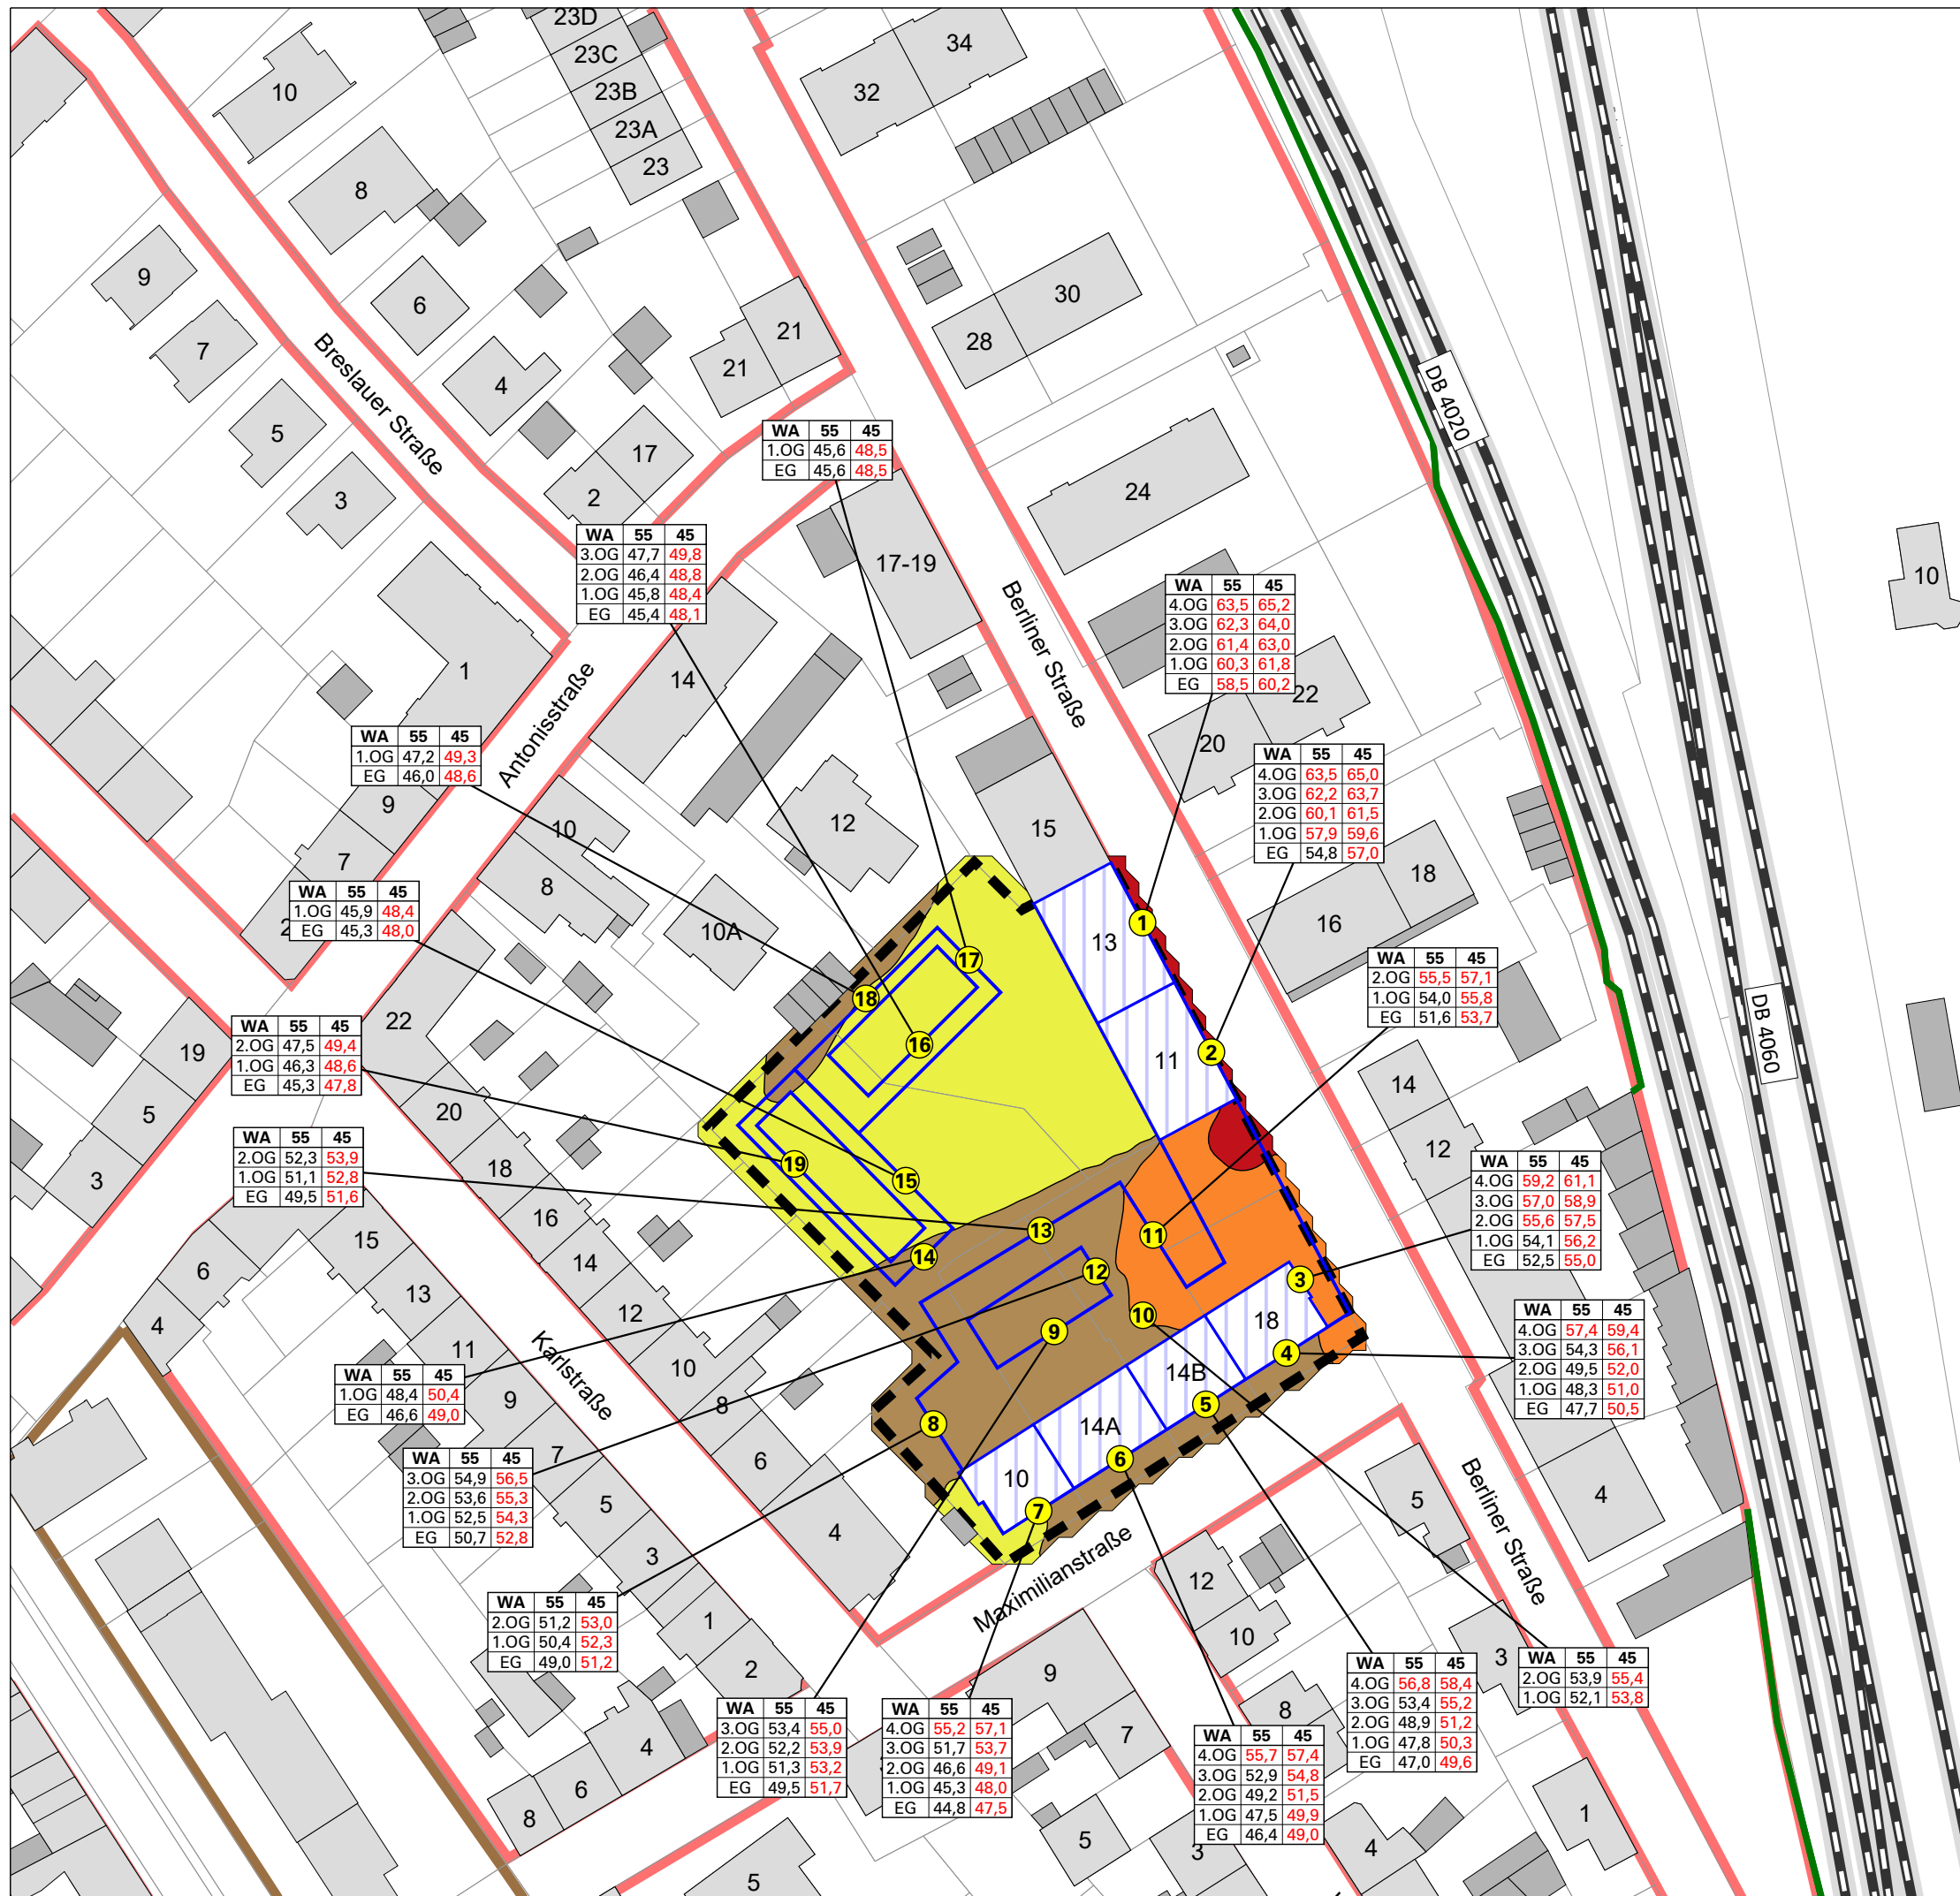 23D
34
23C
10
32
23B
23A
23
8
9
30
6
21
28
7
21
4
DB 4020
Breslauer Straße
5
17
WA 55 45
1.OG 45,6 48,5
EG 45,6 48,5
24
2
3
WA 55 45
3.OG 47,7 49,8
2.OG 46,4 48,8
1.OG 45,8 48,4
EG 45,4 48,1
17-19
10
WA 55 45
4.OG 63,5 65,2
3.OG 62,3 64,0
2.OG 61,4 63,0
1.OG 60,3 61,8
EG 58,5 60,2
Berliner Straße
1
14
22
Antonisstraße
20
WA 55 45
1.OG 47,2 49,3
EG 46,0 48,6
WA 55 45
4.OG 63,5 65,0
3.OG 62,2 63,7
2.OG 60,1 61,5
1.OG 57,9 59,6
EG 54,8 57,0
9
10
12
15
7
18
8
WA 55 45
1.OG 45,9 48,4
EG 45,3 48,0
2
10A
1
16
13
17
WA 55 45
2.OG 55,5 57,1
1.OG 54,0 55,8
EG 51,6 53,7
18
22
DB 4060
16
WA 55 45
2.OG 47,5 49,4
1.OG 46,3 48,6
EG 45,3 47,8
19
2
11
14
5
20
WA 55 45
2.OG 52,3 53,9
1.OG 51,1 52,8
EG 49,5 51,6
12
18
19
15
3
WA 55 45
4.OG 59,2 61,1
3.OG 57,0 58,9
2.OG 55,6 57,5
1.OG 54,1 56,2
EG 52,5 55,0
16
13
11
15
14
14
6
12
3
13
10
18
4
12
9
WA 55 45
4.OG 57,4 59,4
3.OG 54,3 56,1
2.OG 49,5 52,0
1.OG 48,3 51,0
EG 47,7 50,5
11
4
10
14B
Karlstraße
WA 55 45
1.OG 48,4 50,4
EG 46,6 49,0
9
8
5
8
14A
7
6
6
10
WA 55 45
3.OG 54,9 56,5
2.OG 53,6 55,3
1.OG 52,5 54,3
EG 50,7 52,8
5
4
7
5
4
Berliner Straße
3
Maximilianstraße
12
WA 55 45
2.OG 51,2 53,0
1.OG 50,4 52,3
EG 49,0 51,2
1
10
2
9
3
WA 55 45
2.OG 53,9 55,4
1.OG 52,1 53,8
WA 55 45
4.OG 56,8 58,4
3.OG 53,4 55,2
2.OG 48,9 51,2
1.OG 47,8 50,3
EG 47,0 49,6
8
WA 55 45
3.OG 53,4 55,0
2.OG 52,2 53,9
1.OG 51,3 53,2
EG 49,5 51,7
WA 55 45
4.OG 55,2 57,1
3.OG 51,7 53,7
2.OG 46,6 49,1
1.OG 45,3 48,0
EG 44,8 47,5
7
4
WA 55 45
4.OG 55,7 57,4
3.OG 52,9 54,8
2.OG 49,2 51,5
1.OG 47,5 49,9
EG 46,4 49,0
6
8
1
5
3
4
5